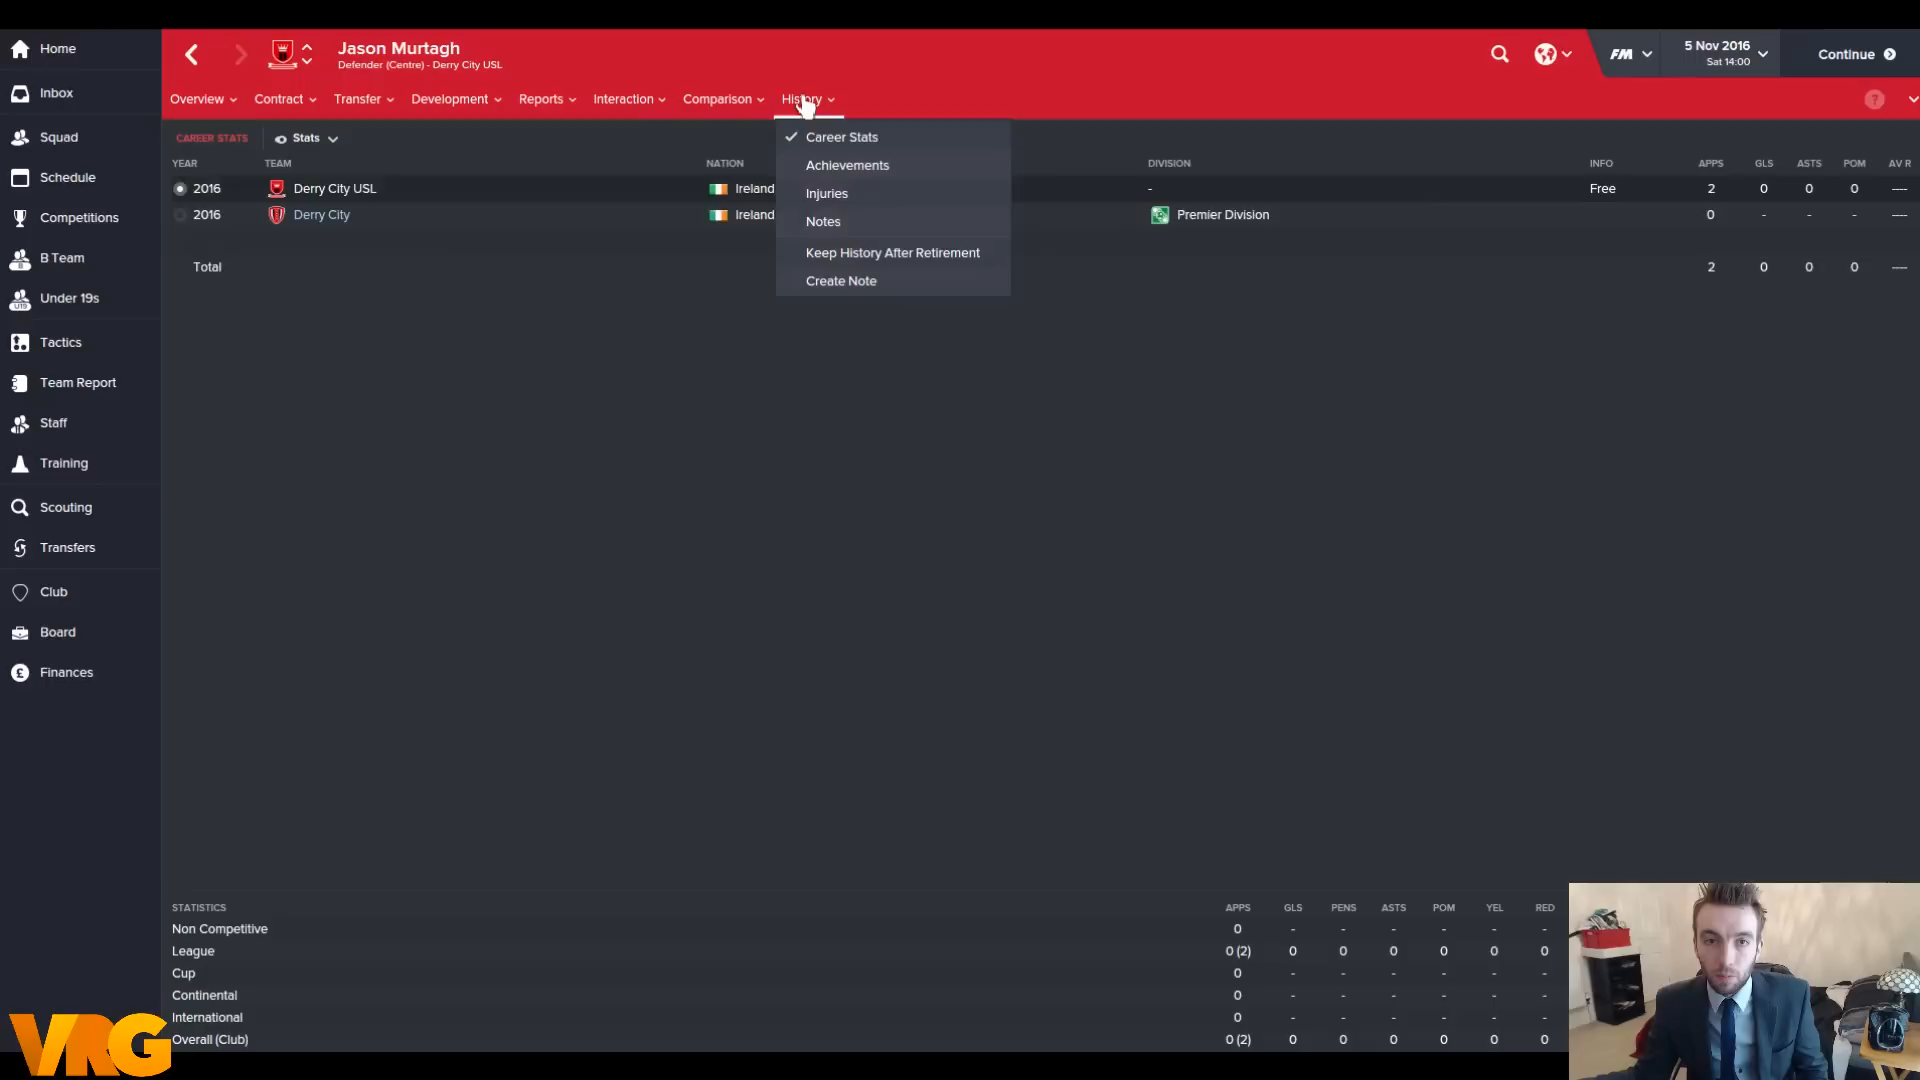 Home
Inbox
Squad
Schedule
Competitions
B Team
Under 19s
Tactics
Team Report
Staff
Training
Scouting
Transfers
Club
Board
Finances
Jason Murtagh
Defender (Centre) - Derry City USL
FM
5 Nov 2016
Sat 14:00
Continue
Overview Contract Transfer Development Reports Interaction Comparison History
?
CAREER STATS Stats
YEAR TEAM NATION DIVISION INFO APPS GLS ASTS POM AV R
2016 Derry City USL Ireland - Free 2 0 0 0 ----
2016 Derry City Ireland Premier Division 0 - - - ----
Total 2 0 0 0 ----
Career Stats
Achievements
Injuries
Notes
Keep History After Retirement
Create Note
STATISTICS APPS GLS PENS ASTS POM YEL RED
Non Competitive 0 - - - - - -
League 0 (2) 0 0 0 0 0 0
Cup 0 - - - - - -
Continental 0 - - - - - -
International 0 - - - - - -
Overall (Club) 0 (2) 0 0 0 0 0 0
VRG